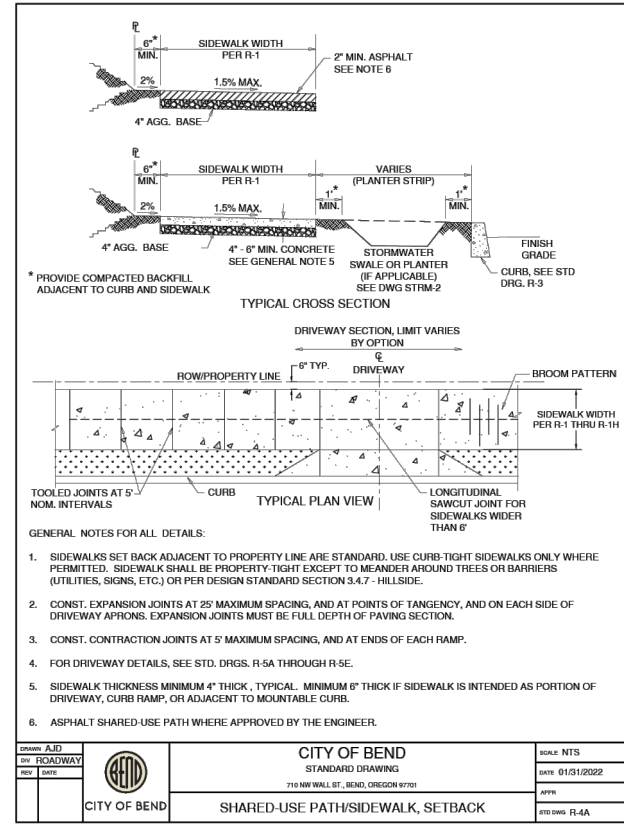 PL
6"*
MIN.
SIDEWALK WIDTH
PER R-1
2" MIN. ASPHALT
SEE NOTE 6
2%
1.5% MAX.
4" AGG. BASE
PL
6"*
MIN.
SIDEWALK WIDTH
PER R-1
VARIES
(PLANTER STRIP)
1'*
MIN.
1'*
MIN.
2%
1.5% MAX.
4" AGG. BASE
4" - 6" MIN. CONCRETE
SEE GENERAL NOTE 5
STORMWATER
SWALE OR PLANTER
(IF APPLICABLE)
SEE DWG STRM-2
FINISH
GRADE
CURB, SEE STD
DRG. R-3
* PROVIDE COMPACTED BACKFILL
ADJACENT TO CURB AND SIDEWALK
TYPICAL CROSS SECTION
DRIVEWAY SECTION, LIMIT VARIES
BY OPTION
CL
DRIVEWAY
6" TYP.
ROW/PROPERTY LINE
BROOM PATTERN
SIDEWALK WIDTH
PER R-1 THRU R-1H
TOOLED JOINTS AT 5'
NOM. INTERVALS
CURB
TYPICAL PLAN VIEW
LONGITUDINAL
SAWCUT JOINT FOR
SIDEWALKS WIDER
THAN 6'
GENERAL NOTES FOR ALL DETAILS:
1. SIDEWALKS SET BACK ADJACENT TO PROPERTY LINE ARE STANDARD. USE CURB-TIGHT SIDEWALKS ONLY WHERE
PERMITTED. SIDEWALK SHALL BE PROPERTY-TIGHT EXCEPT TO MEANDER AROUND TREES OR BARRIERS
(UTILITIES, SIGNS, ETC.) OR PER DESIGN STANDARD SECTION 3.4.7 - HILLSIDE.
2. CONST. EXPANSION JOINTS AT 25' MAXIMUM SPACING, AND AT POINTS OF TANGENCY, AND ON EACH SIDE OF
DRIVEWAY APRONS. EXPANSION JOINTS MUST BE FULL DEPTH OF PAVING SECTION.
3. CONST. CONTRACTION JOINTS AT 5' MAXIMUM SPACING, AND AT ENDS OF EACH RAMP.
4. FOR DRIVEWAY DETAILS, SEE STD. DRGS. R-5A THROUGH R-5E.
5. SIDEWALK THICKNESS MINIMUM 4" THICK , TYPICAL. MINIMUM 6" THICK IF SIDEWALK IS INTENDED AS PORTION OF
DRIVEWAY, CURB RAMP, OR ADJACENT TO MOUNTABLE CURB.
6. ASPHALT SHARED-USE PATH WHERE APPROVED BY THE ENGINEER.
DRAWN AJD
DIV ROADWAY
REV DATE
BEND
CITY OF BEND
CITY OF BEND
STANDARD DRAWING
710 NW WALL ST., BEND, OREGON 97701
SHARED-USE PATH/SIDEWALK, SETBACK
SCALE NTS
DATE 01/31/2022
APPR
STD DWG R-4A